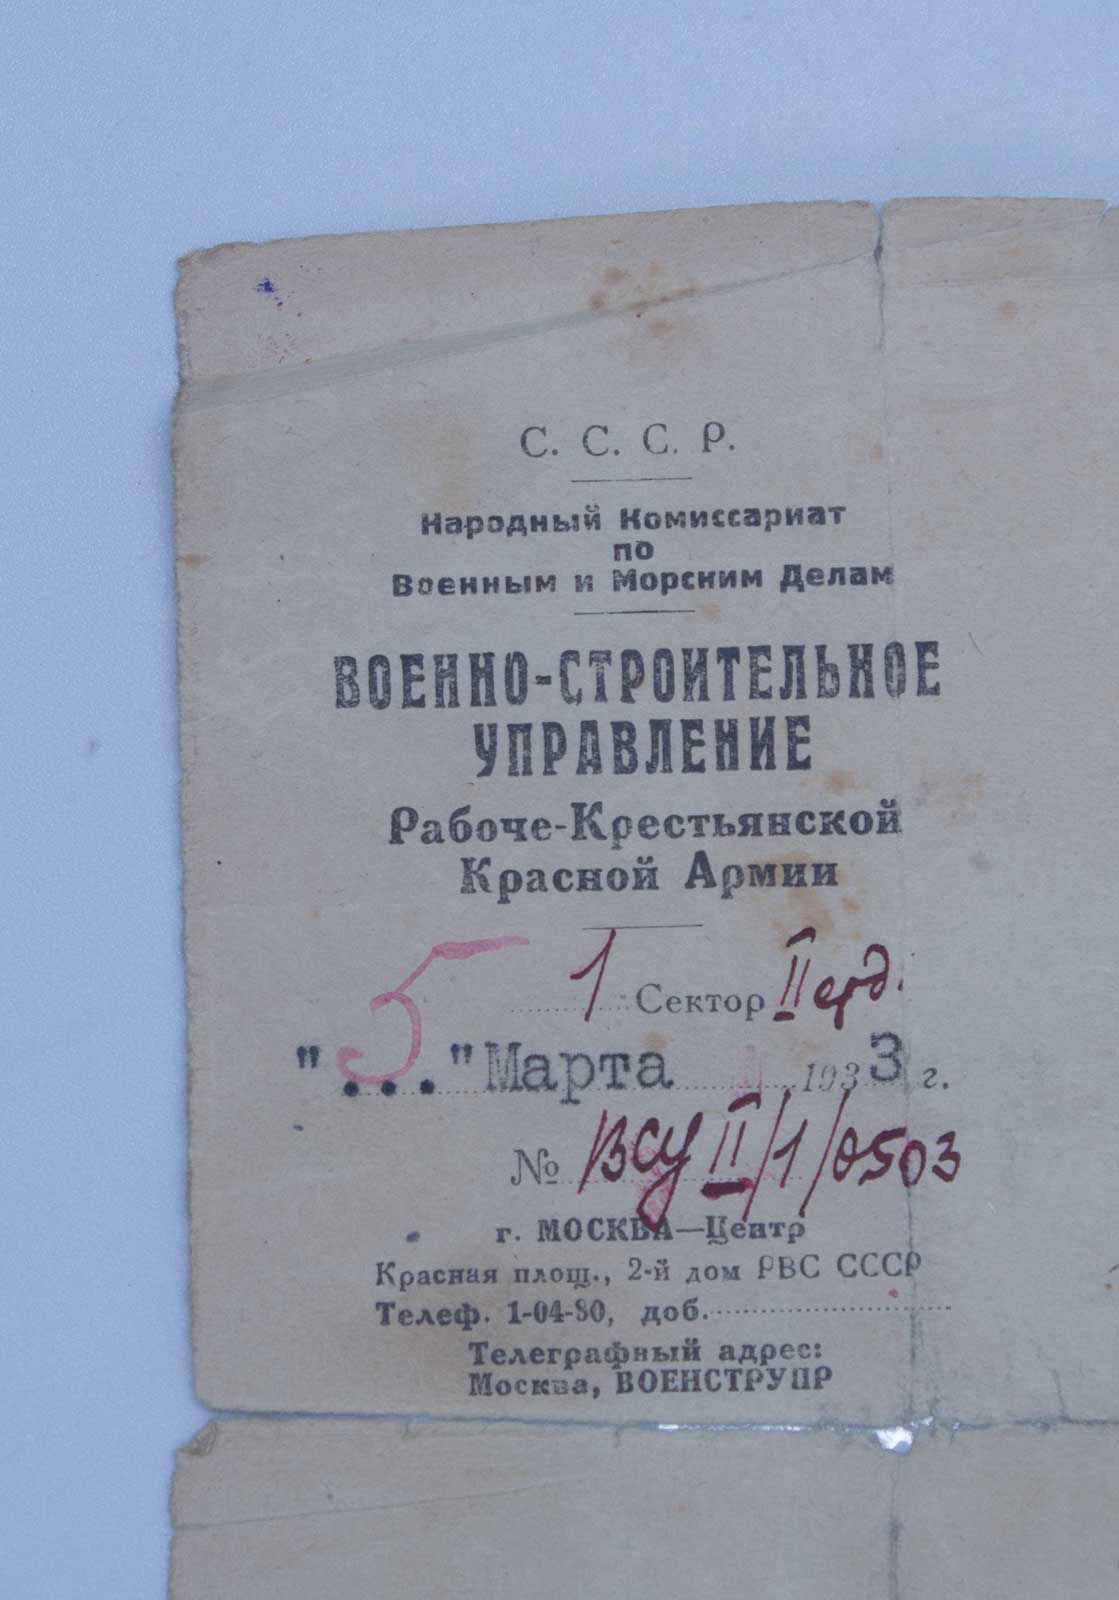 С. С. С. Р.
Народный Комиссариат
по
Военным и Морским Делам
ВОЕННО-СТРОИТЕЛЬНОЕ
УПРАВЛЕНИЕ
Рабоче-Крестьянской
Красной Армии
1 Сектор II
"5..." Марта 1933 г.
№ ВСУ II/1/0503
г. МОСКВА—Центр
Красная площ., 2-й дом РВС СССР
Телеф. 1-04-80, доб.
Телеграфный адрес:
Москва, ВОЕНСТРУПР